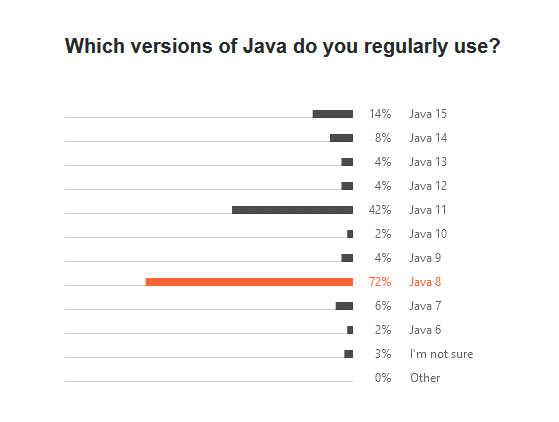 Which versions of Java do you regularly use?
14% Java 15
8% Java 14
4% Java 13
4% Java 12
42% Java 11
2% Java 10
4% Java 9
72% Java 8
6% Java 7
2% Java 6
3% I'm not sure
0% Other